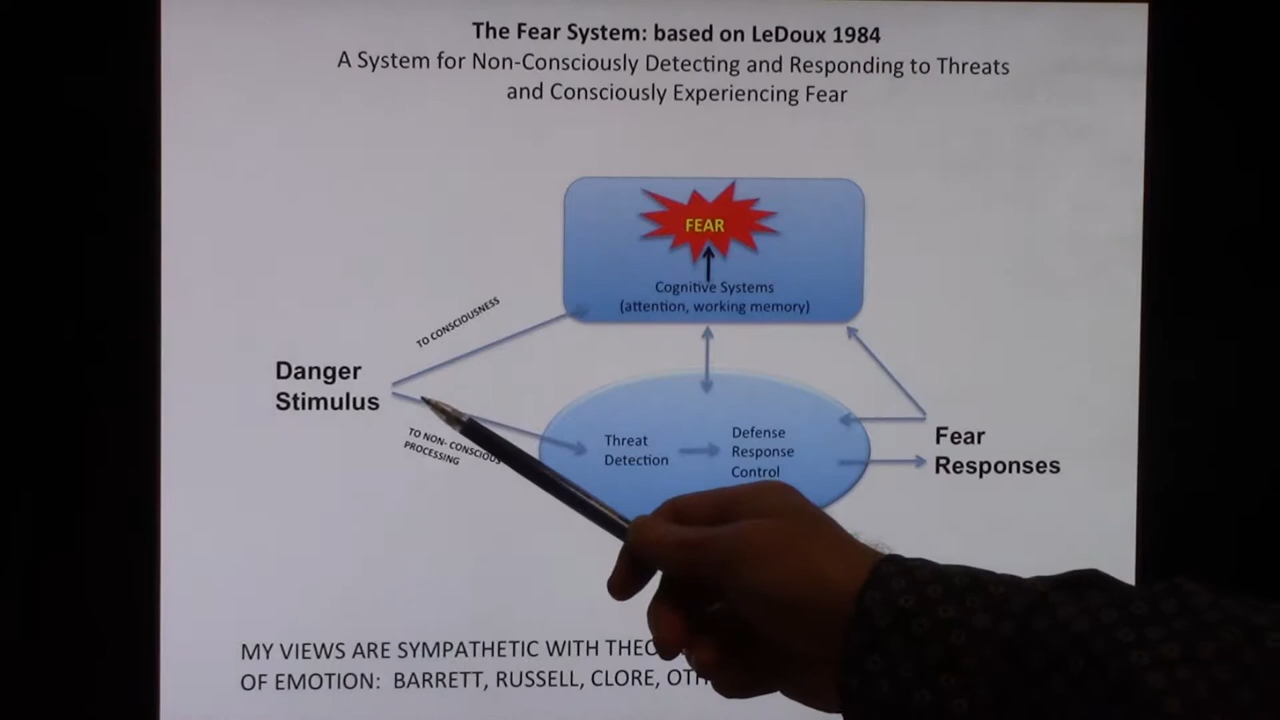 The Fear System: based on LeDoux 1984
A System for Non-Consciously Detecting and Responding to Threats
and Consciously Experiencing Fear
FEAR
Cognitive Systems
(attention, working memory)
TO CONSCIOUSNESS
Danger
Stimulus
TO NON- CONSCIOUS
PROCESSING
Threat
Detection
Defense
Response
Control
Fear
Responses
MY VIEWS ARE SYMPATHETIC WITH
OF EMOTION: BARRETT, RUSSELL, CLORE,